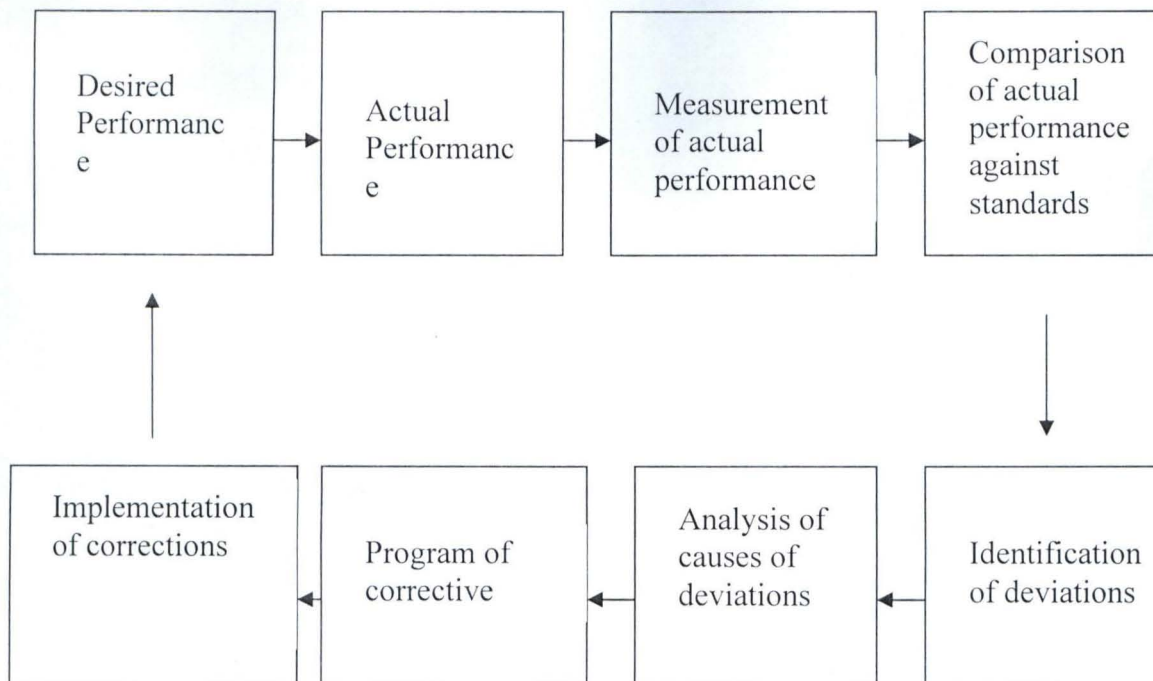 Desired
Performanc
e
Actual
Performanc
e
Measurement
of actual
performance
Comparison
of actual
performance
against
standards
Identification
of deviations
Analysis of
causes of
deviations
Program of
corrective
Implementation
of corrections